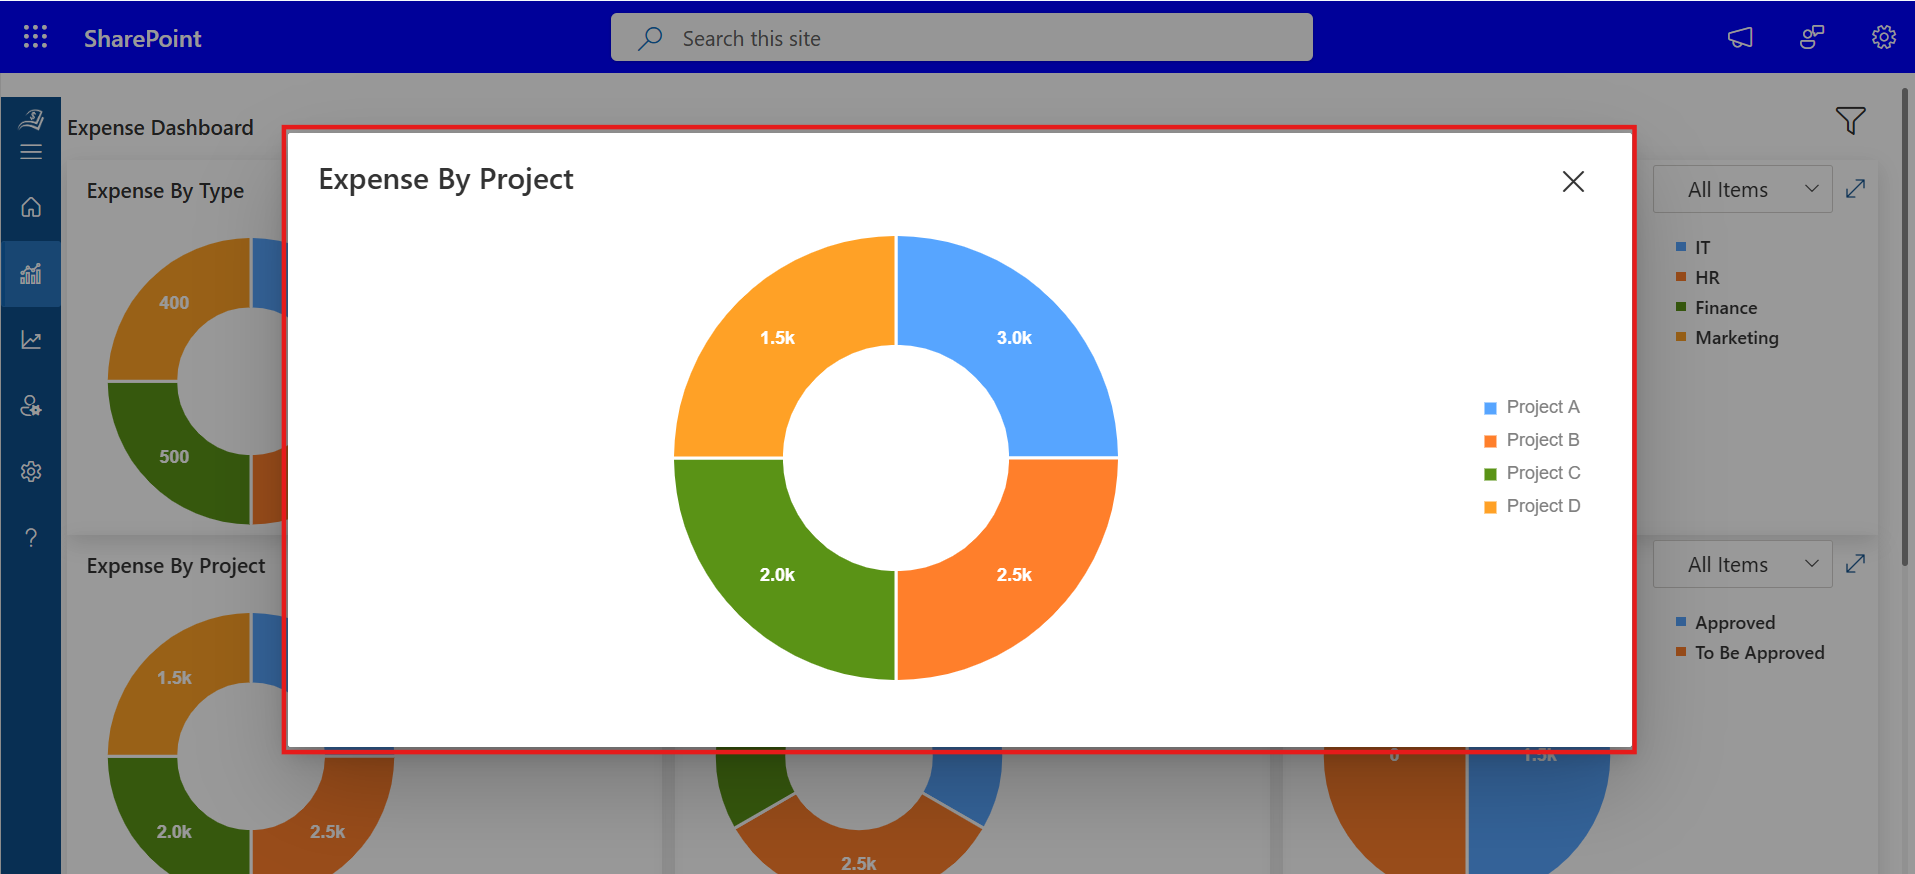 SharePoint
Search this site
Expense Dashboard
Expense By Type
400
500
Expense By Project
1.5k
3.0k
2.0k
2.5k
Project A
Project B
Project C
Project D
All Items
IT
HR
Finance
Marketing
Expense By Project
1.5k
2.0k
2.5k
2.5k
All Items
Approved
To Be Approved
0
1.5k